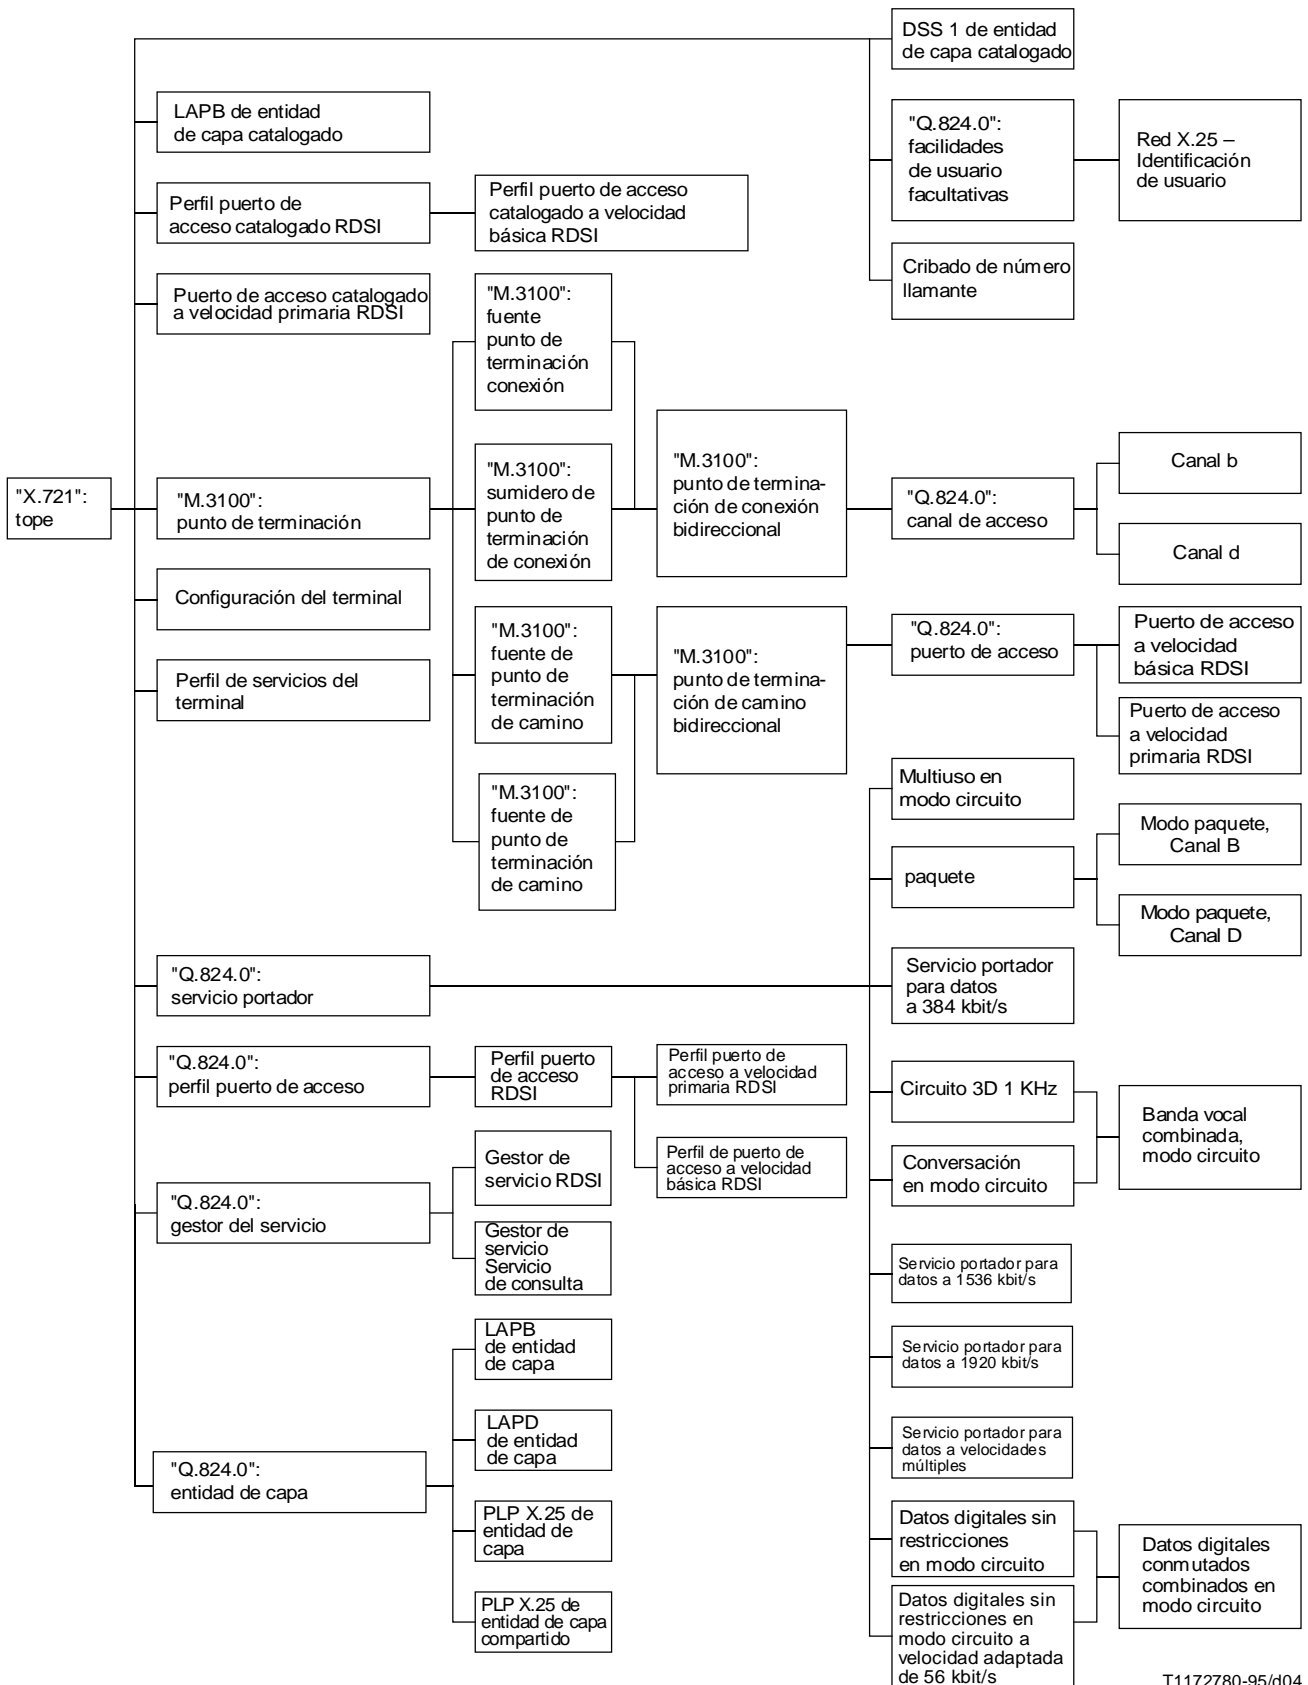 DSS 1 de entidad
de capa catalogado
LAPB de entidad
de capa catalogado
"Q.824.0":
facilidades
de usuario
facultativas
Red X.25 –
Identificación
de usuario
Perfil puerto de
acceso catalogado RDSI
Perfil puerto de acceso
catalogado a velocidad
básica RDSI
Cribado de número
llamante
Puerto de acceso catalogado
a velocidad primaria RDSI
"M.3100":
fuente
punto de
terminación
conexión
"X.721":
tope
"M.3100":
punto de terminación
"M.3100":
sumidero de
punto de
terminación
de conexión
"M.3100":
punto de termina-
ción de conexión
bidireccional
"Q.824.0":
canal de acceso
Canal b
Canal d
Configuración del terminal
Perfil de servicios del
terminal
"M.3100":
fuente de
punto de
terminación
de camino
"M.3100":
punto de termina-
ción de camino
bidireccional
"Q.824.0":
puerto de acceso
Puerto de acceso
a velocidad
básica RDSI
Puerto de acceso
a velocidad
primaria RDSI
"M.3100":
fuente de
punto de
terminación
de camino
Multiuso en
modo circuito
paquete
Modo paquete,
Canal B
Modo paquete,
Canal D
"Q.824.0":
servicio portador
Servicio portador
para datos
a 384 kbit/s
"Q.824.0":
perfil puerto de acceso
Perfil puerto
de acceso
RDSI
Perfil puerto de
acceso a velocidad
primaria RDSI
Perfil de puerto de
acceso a velocidad
básica RDSI
Circuito 3D 1 KHz
Conversación
en modo circuito
Banda vocal
combinada,
modo circuito
"Q.824.0":
gestor del servicio
Gestor de
servicio RDSI
Gestor de
servicio
Servicio
de consulta
Servicio portador para
datos a 1536 kbit/s
Servicio portador para
datos a 1920 kbit/s
Servicio portador para
datos a velocidades
múltiples
"Q.824.0":
entidad de capa
LAPB
de entidad
de capa
LAPD
de entidad
de capa
PLP X.25 de
entidad de
capa
PLP X.25 de
entidad de capa
compartido
Datos digitales sin
restricciones
en modo circuito
Datos digitales sin
restricciones en
modo circuito a
velocidad adaptada
de 56 kbit/s
Datos digitales
conmutados
combinados en
modo circuito
T1172780-95/d04